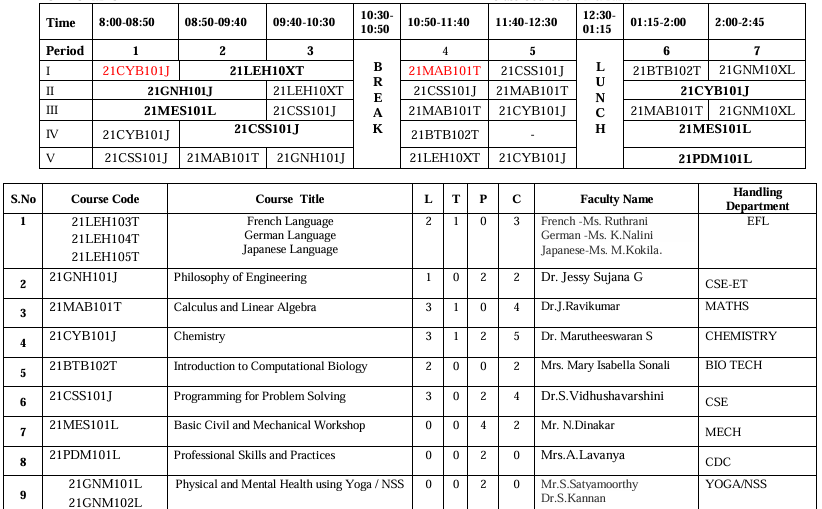 Time 8:00-08:50 08:50-09:40 09:40-10:30 10:30-10:50 10:50-11:40 11:40-12:30 12:30-01:15 01:15-2:00 2:00-2:45
Period 1 2 3 BREAK 4 5 LUNCH 6 7
I 21CYB101J 21LEH10XT 21MAB101T 21CSS101J 21BTB102T 21GNM10XL
II 21GNH101J 21LEH10XT 21CSS101J 21MAB101T 21CYB101J
III 21MES101L 21CSS101J 21MAB101T 21CYB101J 21MAB101T 21GNM10XL
IV 21CYB101J 21CSS101J 21BTB102T - 21MES101L
V 21CSS101J 21MAB101T 21GNH101J 21LEH10XT 21CYB101J 21PDM101L
S.No Course Code Course Title L T P C Faculty Name Handling Department
1 21LEH103T French Language 2 1 0 3 French -Ms. Ruthrani EFL
21LEH104T German Language German -Ms. K.Nalini
21LEH105T Japanese Language Japanese-Ms. M.Kokila.
2 21GNH101J Philosophy of Engineering 1 0 2 2 Dr. Jessy Sujana G CSE-ET
3 21MAB101T Calculus and Linear Algebra 3 1 0 4 Dr.J.Ravikumar MATHS
4 21CYB101J Chemistry 3 1 2 5 Dr. Marutheeswaran S CHEMISTRY
5 21BTB102T Introduction to Computational Biology 2 0 0 2 Mrs. Mary Isabella Sonali BIO TECH
6 21CSS101J Programming for Problem Solving 3 0 2 4 Dr.S.Vidhushavarshini CSE
7 21MES101L Basic Civil and Mechanical Workshop 0 0 4 2 Mr. N.Dinakar MECH
8 21PDM101L Professional Skills and Practices 0 0 2 0 Mrs.A.Lavanya CDC
9 21GNM101L Physical and Mental Health using Yoga / NSS 0 0 2 0 Mr.S.Satyamoorthy YOGA/NSS
21GNM102L Dr.S.Kannan